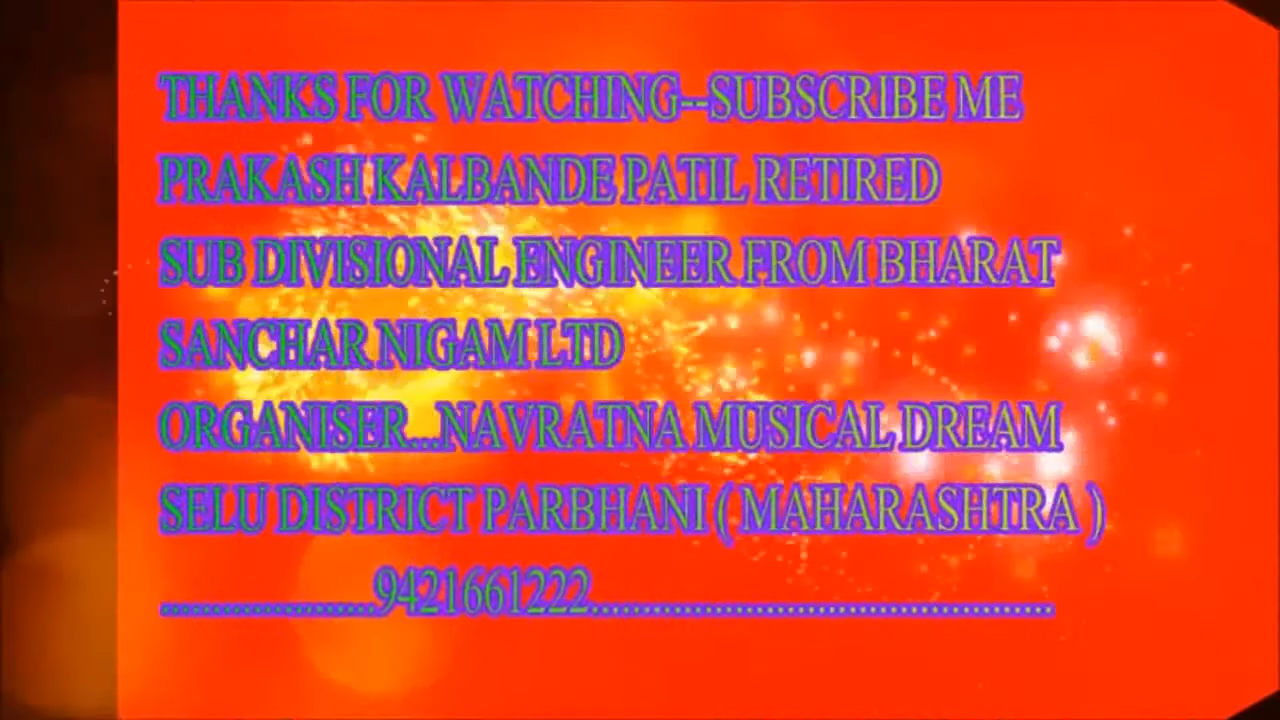 THANKS FOR WATCHING--SUBSCRIBE ME
PRAKASH KALBANDE PATIL RETIRED
SUB DIVISIONAL ENGINEER FROM BHARAT
SANCHAR NIGAM LTD
ORGANISER...NAVRATNA MUSICAL DREAM
SELU DISTRICT PARBHANI ( MAHARASHTRA )
......................9421661222...............................................